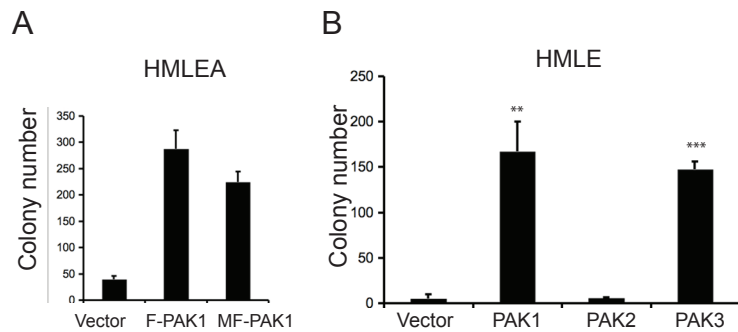 A
HMLEA
Colony number
350
300
250
200
150
100
50
0
Vector F-PAK1 MF-PAK1
B
HMLE
Colony number
250
200
150
100
50
0
**
***
Vector PAK1 PAK2 PAK3